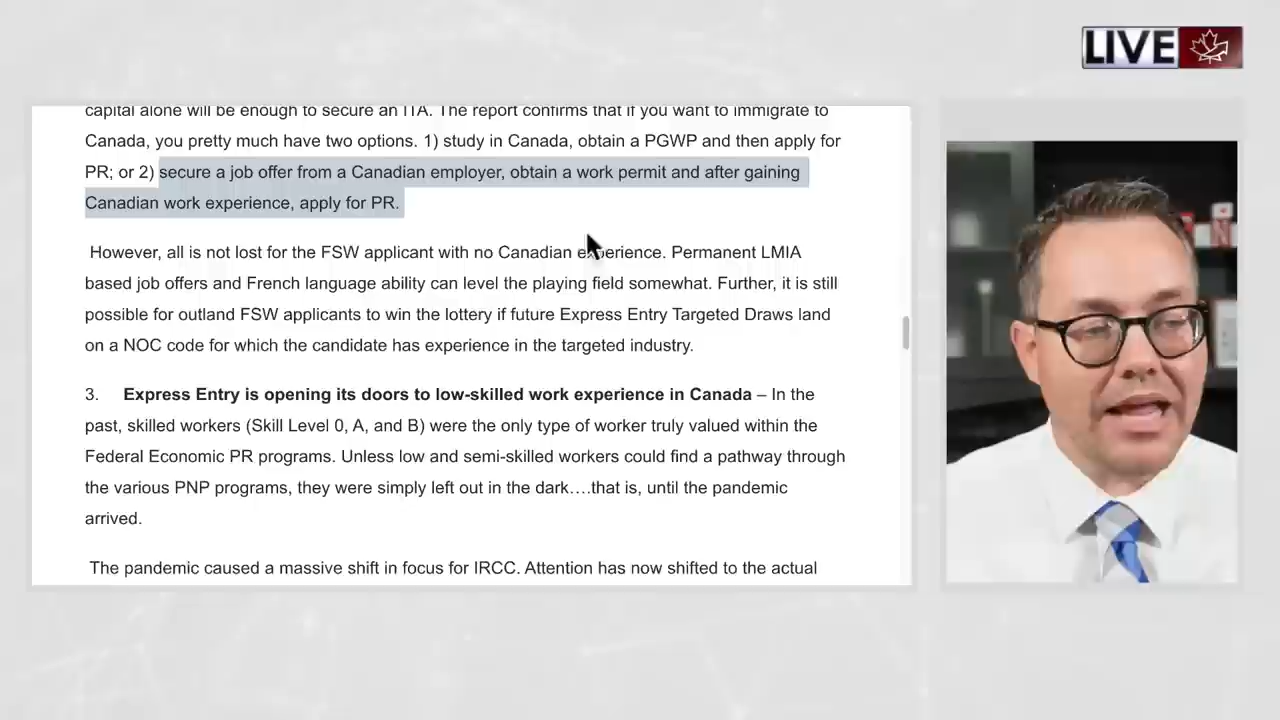 LIVE
capital alone will be enough to secure an ITA. The report confirms that if you want to immigrate to
Canada, you pretty much have two options. 1) study in Canada, obtain a PGWP and then apply for
PR; or 2) secure a job offer from a Canadian employer, obtain a work permit and after gaining
Canadian work experience, apply for PR.
However, all is not lost for the FSW applicant with no Canadian experience. Permanent LMIA
based job offers and French language ability can level the playing field somewhat. Further, it is still
possible for outland FSW applicants to win the lottery if future Express Entry Targeted Draws land
on a NOC code for which the candidate has experience in the targeted industry.
3. Express Entry is opening its doors to low-skilled work experience in Canada – In the
past, skilled workers (Skill Level 0, A, and B) were the only type of worker truly valued within the
Federal Economic PR programs. Unless low and semi-skilled workers could find a pathway through
the various PNP programs, they were simply left out in the dark….that is, until the pandemic
arrived.
The pandemic caused a massive shift in focus for IRCC. Attention has now shifted to the actual